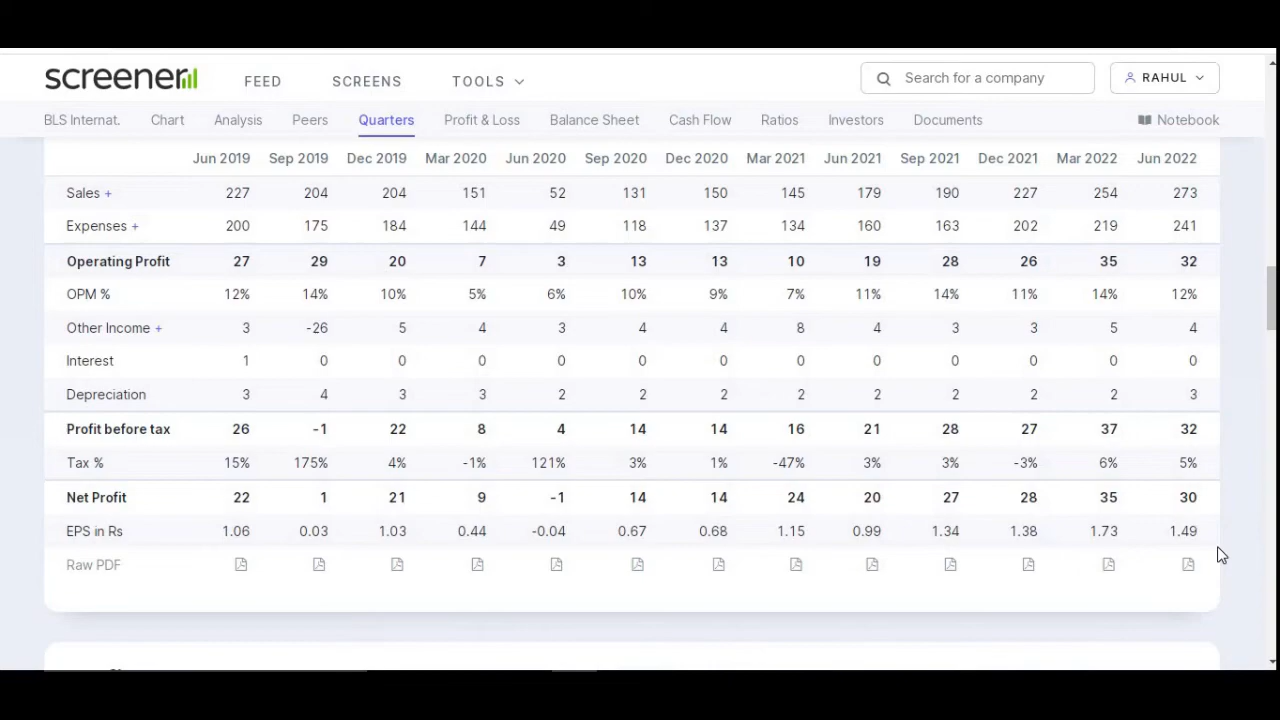 screener FEED SCREENS TOOLS Search for a company RAHUL
BLS Internat. Chart Analysis Peers Quarters Profit & Loss Balance Sheet Cash Flow Ratios Investors Documents Notebook
Jun 2019 Sep 2019 Dec 2019 Mar 2020 Jun 2020 Sep 2020 Dec 2020 Mar 2021 Jun 2021 Sep 2021 Dec 2021 Mar 2022 Jun 2022
Sales + 227 204 204 151 52 131 150 145 179 190 227 254 273
Expenses + 200 175 184 144 49 118 137 134 160 163 202 219 241
Operating Profit 27 29 20 7 3 13 13 10 19 28 26 35 32
OPM % 12% 14% 10% 5% 6% 10% 9% 7% 11% 14% 11% 14% 12%
Other Income + 3 -26 5 4 3 4 4 8 4 3 3 5 4
Interest 1 0 0 0 0 0 0 0 0 0 0 0 0
Depreciation 3 4 3 3 2 2 2 2 2 2 2 2 3
Profit before tax 26 -1 22 8 4 14 14 16 21 28 27 37 32
Tax % 15% 175% 4% -1% 121% 3% 1% -47% 3% 3% -3% 6% 5%
Net Profit 22 1 21 9 -1 14 14 24 20 27 28 35 30
EPS in Rs 1.06 0.03 1.03 0.44 -0.04 0.67 0.68 1.15 0.99 1.34 1.38 1.73 1.49
Raw PDF